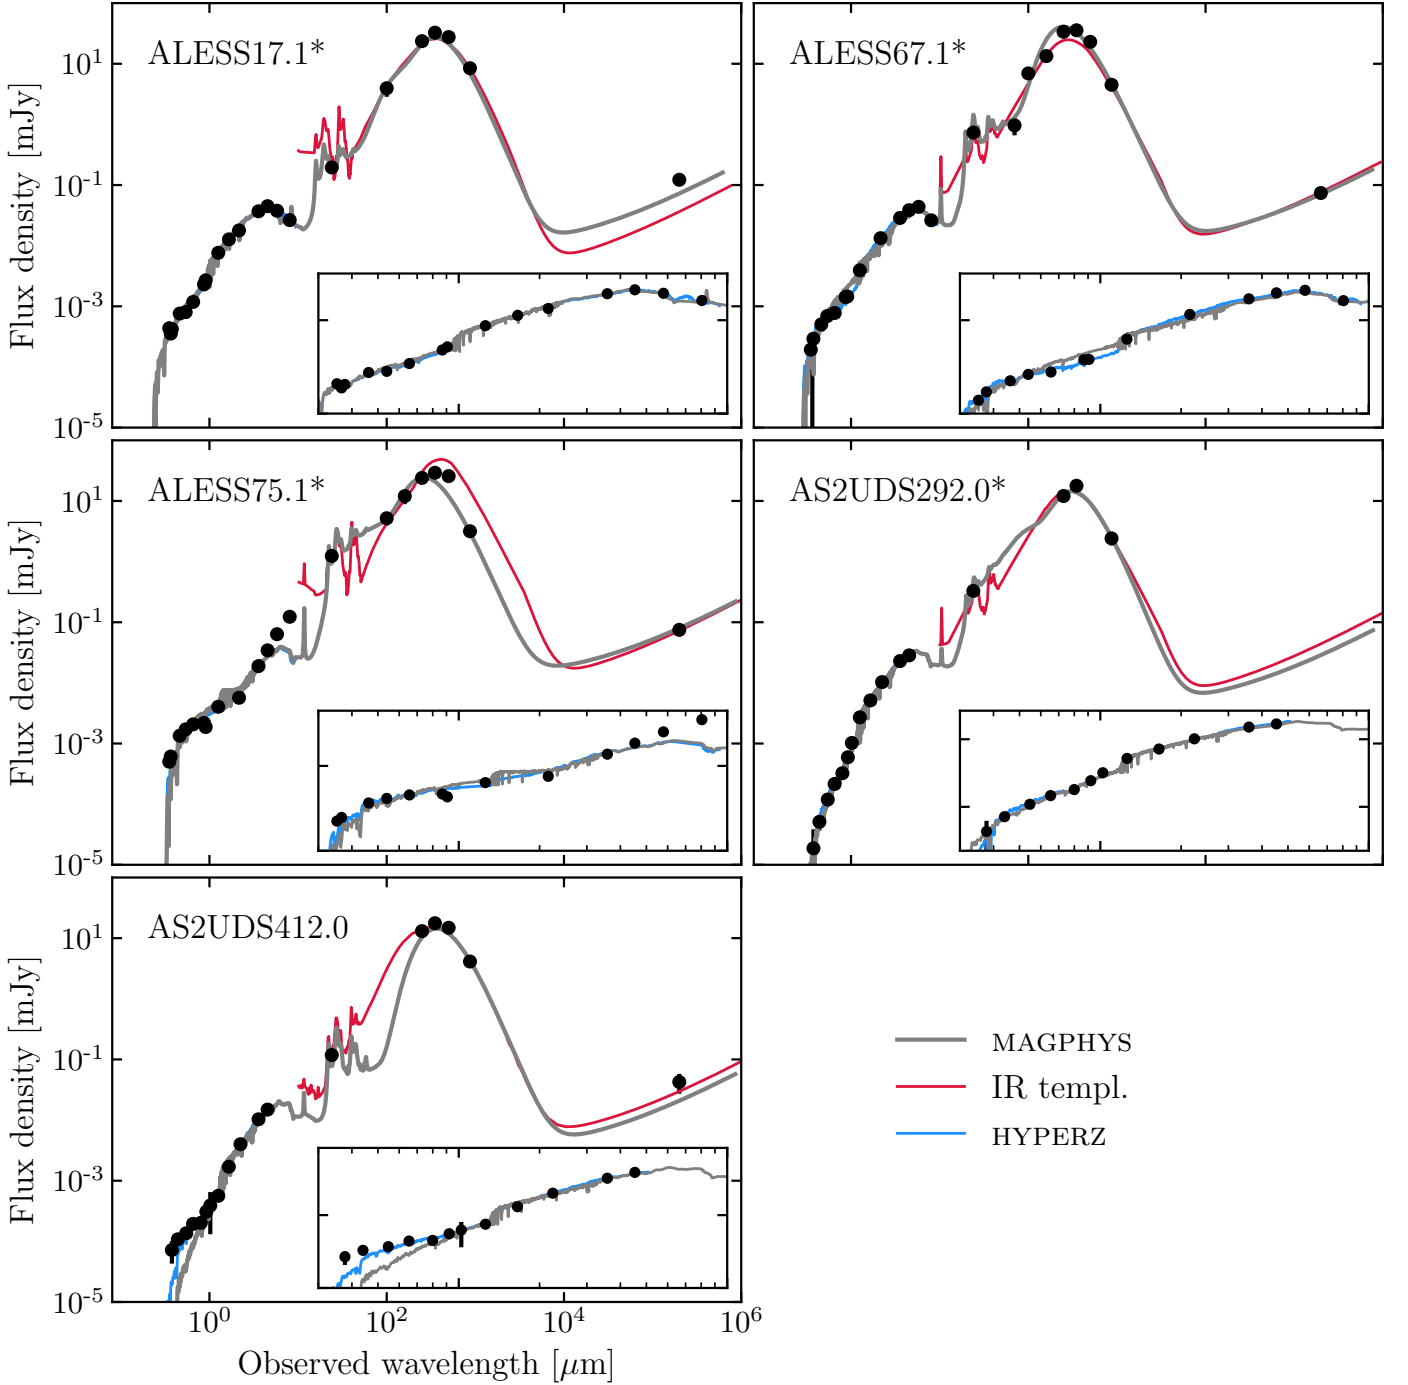 ALESS17.1*
ALESS67.1*
Flux density [mJy]
10^1
10^-1
10^-3
10^-5
ALESS75.1*
AS2UDS292.0*
Flux density [mJy]
10^1
10^-1
10^-3
10^-5
AS2UDS412.0
Flux density [mJy]
10^1
10^-1
10^-3
10^-5
10^0 10^2 10^4 10^6
Observed wavelength [μm]
MAGPHYS
IR templ.
HYPERZ